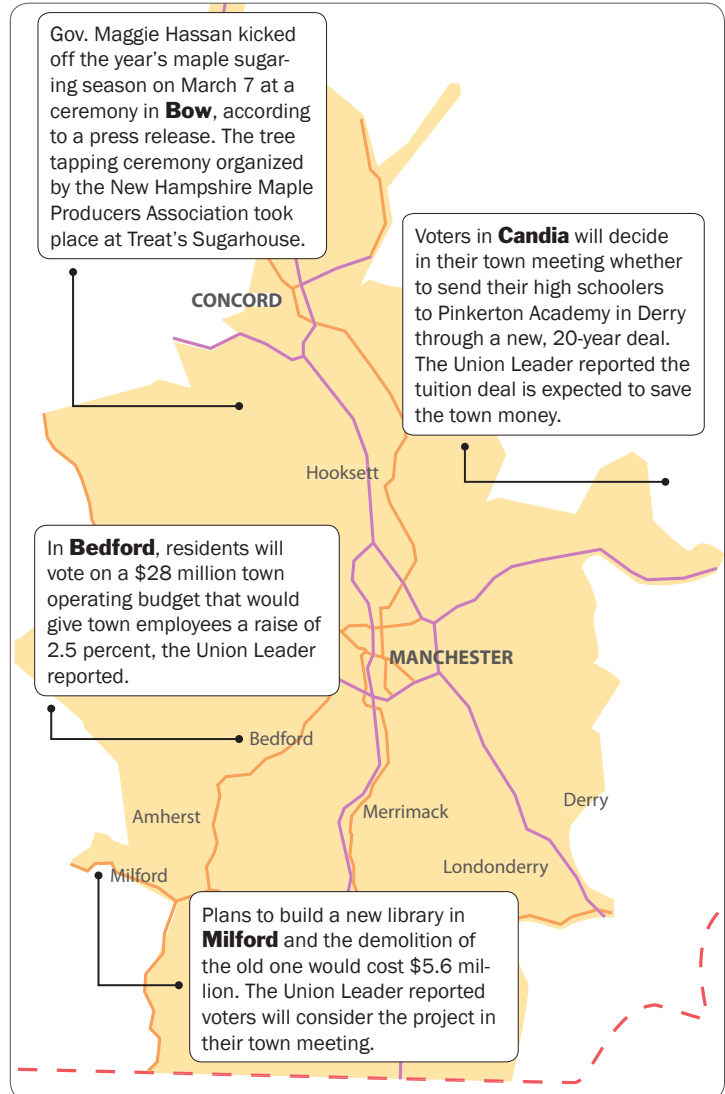 Gov. Maggie Hassan kicked
off the year's maple sugar-
ing season on March 7 at a
ceremony in Bow, according
to a press release. The tree
tapping ceremony organized
by the New Hampshire Maple
Producers Association took
place at Treat's Sugarhouse.
Voters in Candia will decide
in their town meeting whether
to send their high schoolers
to Pinkerton Academy in Derry
through a new, 20-year deal.
The Union Leader reported the
tuition deal is expected to save
the town money.
CONCORD
Hooksett
In Bedford, residents will
vote on a $28 million town
operating budget that would
give town employees a raise of
2.5 percent, the Union Leader
reported.
MANCHESTER
Bedford
Amherst
Merrimack
Derry
Londonderry
Milford
Plans to build a new library in
Milford and the demolition of
the old one would cost $5.6 mil-
lion. The Union Leader reported
voters will consider the project in
their town meeting.